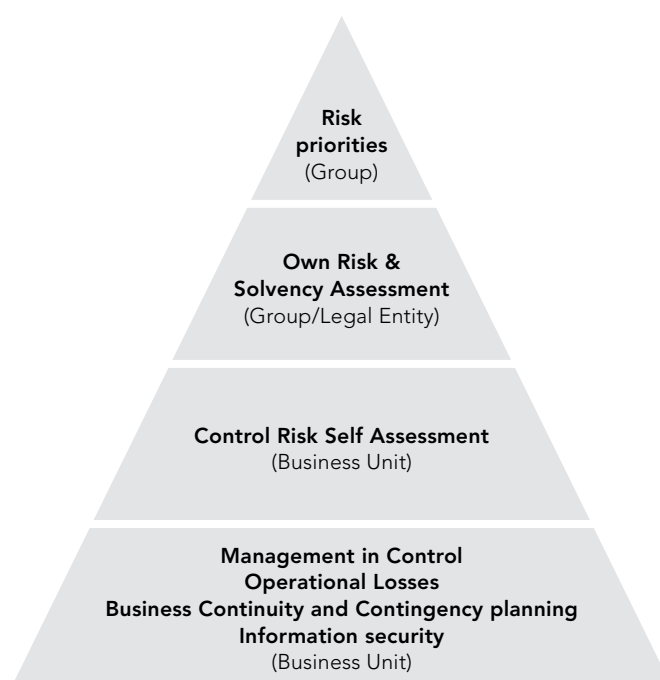 Risk
priorities
(Group)
Own Risk &
Solvency Assessment
(Group/Legal Entity)
Control Risk Self Assessment
(Business Unit)
Management in Control
Operational Losses
Business Continuity and Contingency planning
Information security
(Business Unit)